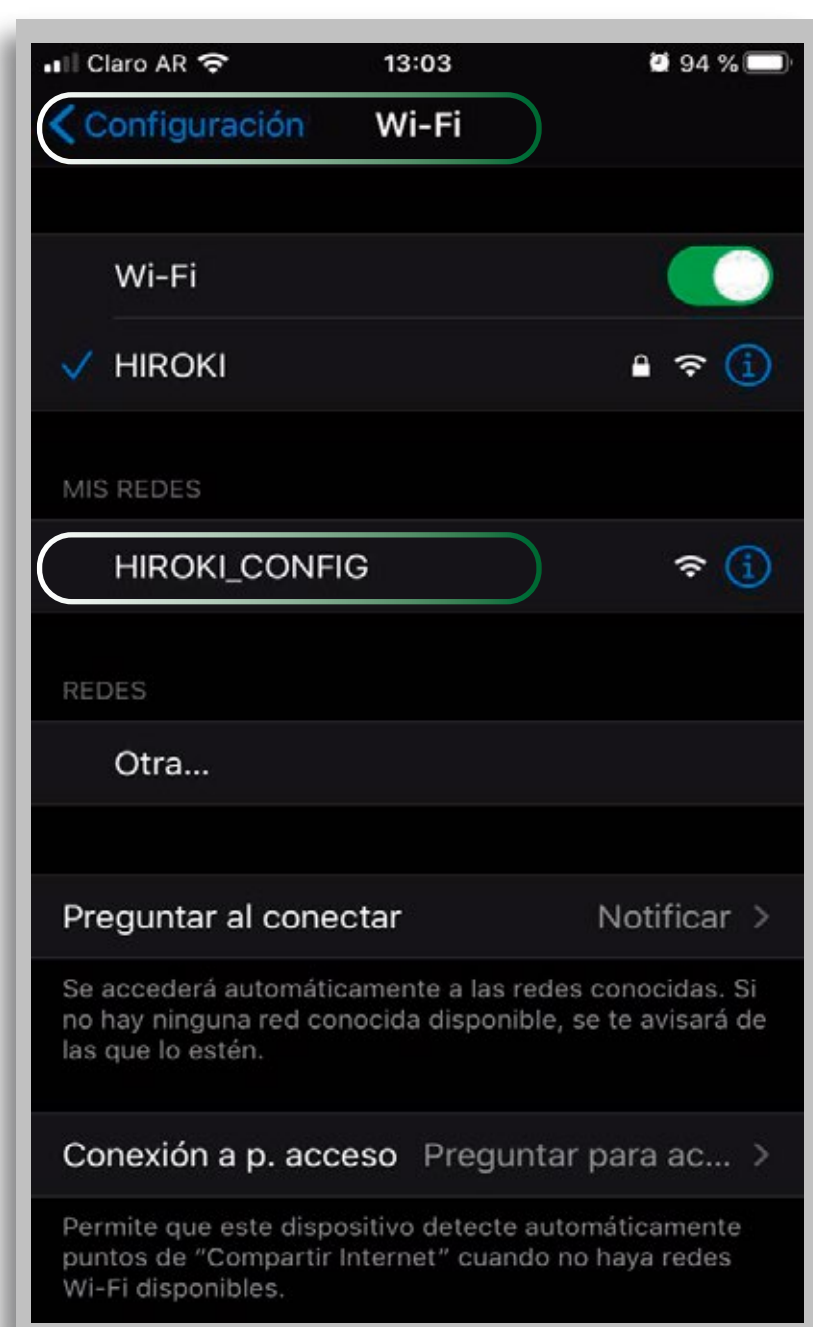 Claro AR 13:03 94 %
Configuración Wi-Fi
Wi-Fi
HIROKI
MIS REDES
HIROKI_CONFIG
REDES
Otra...
Preguntar al conectar Notificar
Se accederá automáticamente a las redes conocidas. Si
no hay ninguna red conocida disponible, se te avisará de
las que lo estén.
Conexión a p. acceso Preguntar para ac...
Permite que este dispositivo detecte automáticamente
puntos de “Compartir Internet” cuando no haya redes
Wi-Fi disponibles.